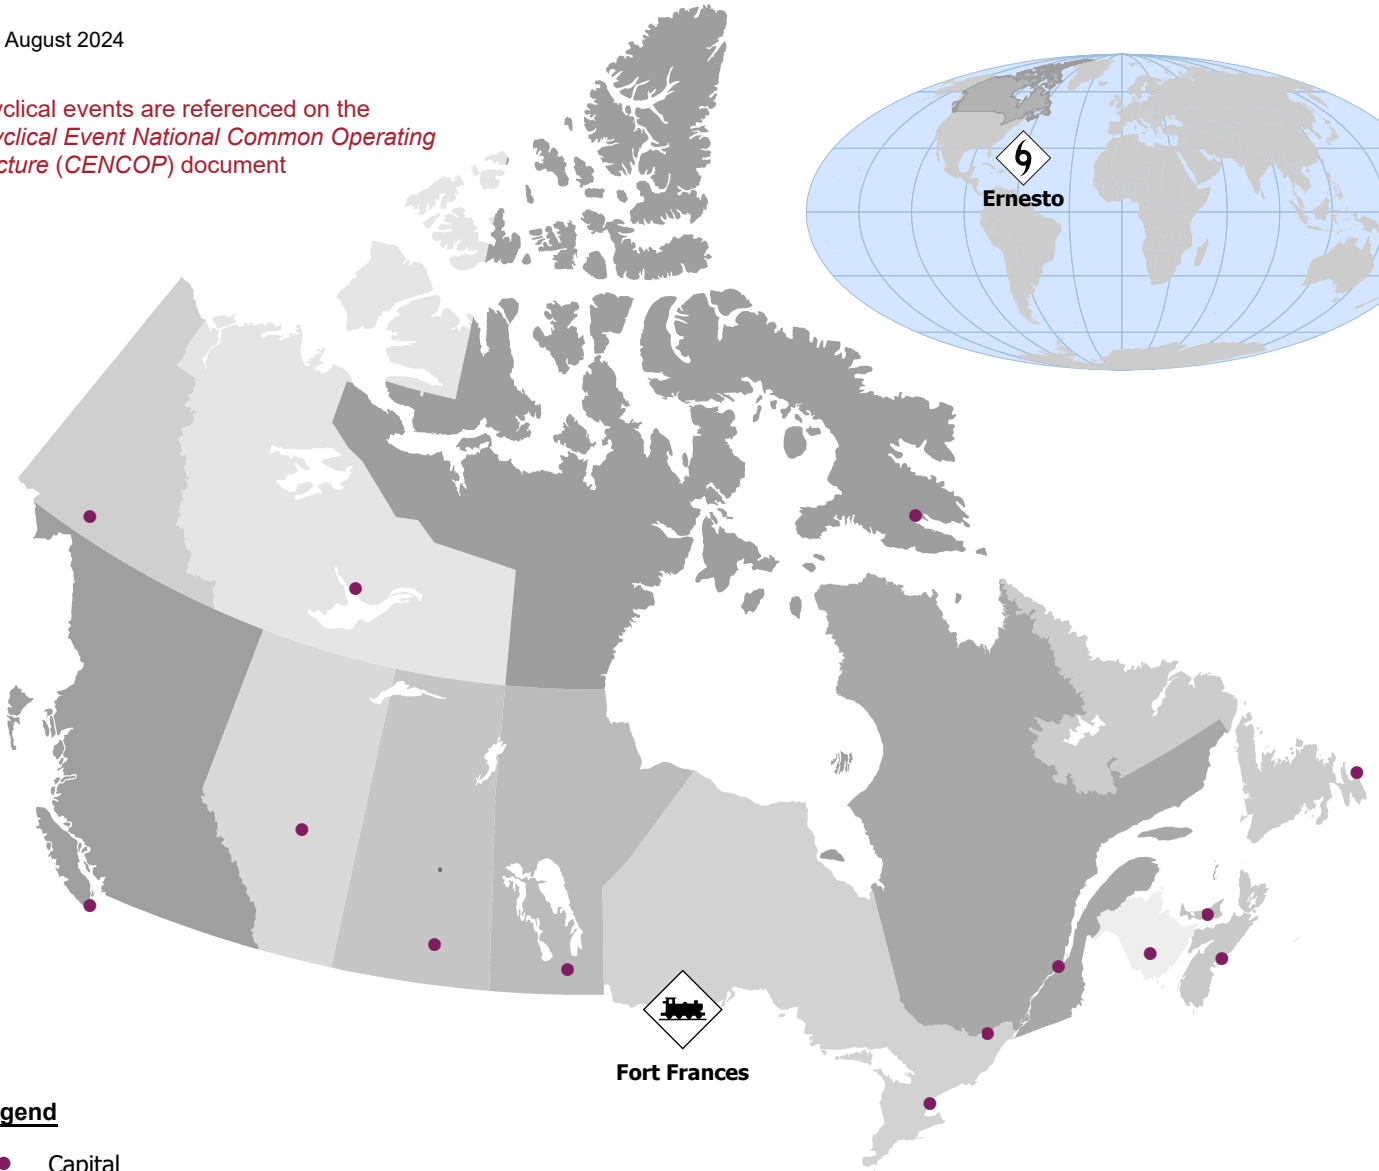 August 2024
yclical events are referenced on the
yclical Event National Common Operating
cture (CENCOP) document
Ernesto
Fort Frances
gend
Capital